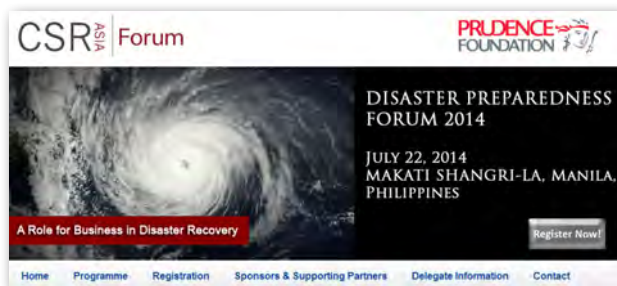 CSR ASIA Forum
PRUDENCE
FOUNDATION
DISASTER PREPAREDNESS
FORUM 2014
JULY 22, 2014
MAKATI SHANGRI-LA, MANILA,
PHILIPPINES
A Role for Business in Disaster Recovery
Register Now!
Home Programme Registration Sponsors & Supporting Partners Delegate Information Contact